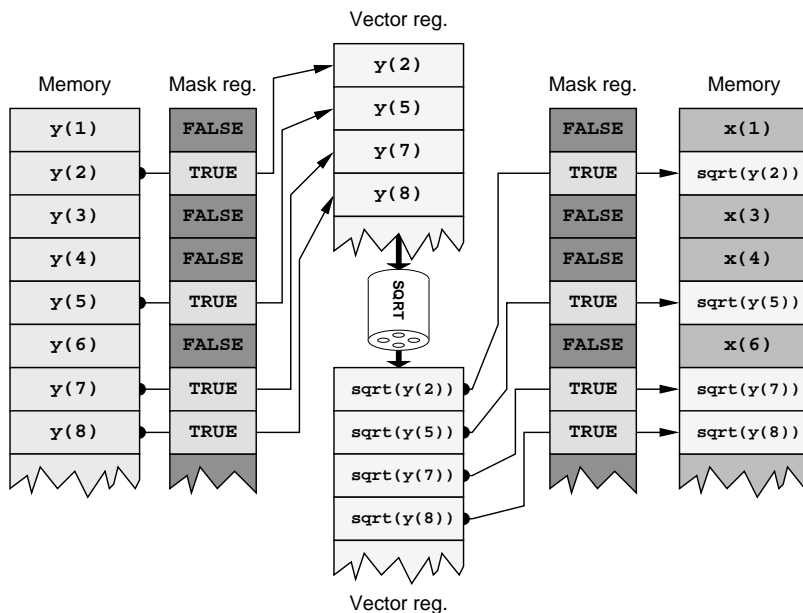 Vector reg.
Memory
Mask reg.
y(1)
y(2)
y(3)
y(4)
y(5)
y(6)
y(7)
y(8)
FALSE
TRUE
FALSE
FALSE
TRUE
FALSE
TRUE
TRUE
y(2)
y(5)
y(7)
y(8)
SQRT
sqrt(y(2))
sqrt(y(5))
sqrt(y(7))
sqrt(y(8))
Vector reg.
Mask reg.
Memory
FALSE
TRUE
FALSE
FALSE
TRUE
FALSE
TRUE
TRUE
x(1)
sqrt(y(2))
x(3)
x(4)
sqrt(y(5))
x(6)
sqrt(y(7))
sqrt(y(8))